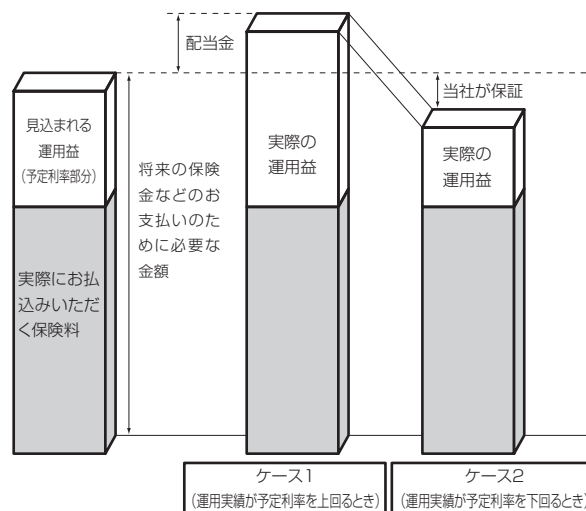 配当金
当社が保証
見込まれる
運用益
(予定利率部分)
実際にお払
込みいただ
く保険料
将来の保険
金などのお
支払いのた
めに必要な
金額
実際の
運用益
実際の
運用益
ケース1
(運用実績が予定利率を上回るとき)
ケース2
(運用実績が予定利率を下回るとき)